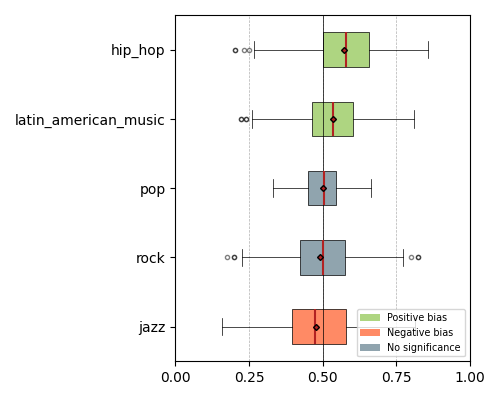 hip_hop
latin_american_music
pop
rock
jazz
Positive bias
Negative bias
No significance
0.00 0.25 0.50 0.75 1.00